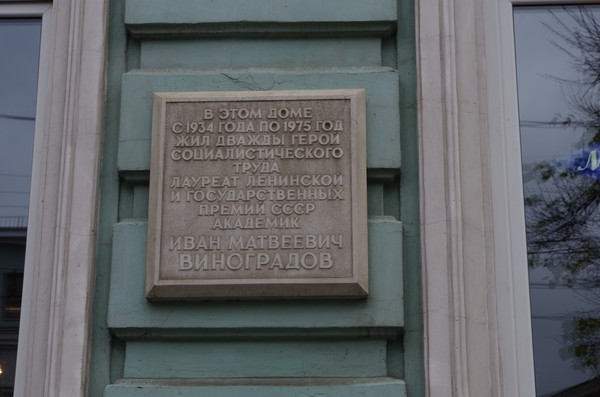 В ЭТОМ ДОМЕ
С 1934 ГОДА ПО 1975 ГОД
ЖИЛ ДВАЖДЫ ГЕРОЙ
СОЦИАЛИСТИЧЕСКОГО
ТРУДА
ЛАУРЕАТ ЛЕНИНСКОЙ
И ГОСУДАРСТВЕННЫХ
ПРЕМИЙ СССР
АКАДЕМИК
ИВАН МАТВЕЕВИЧ
ВИНОГРАДОВ